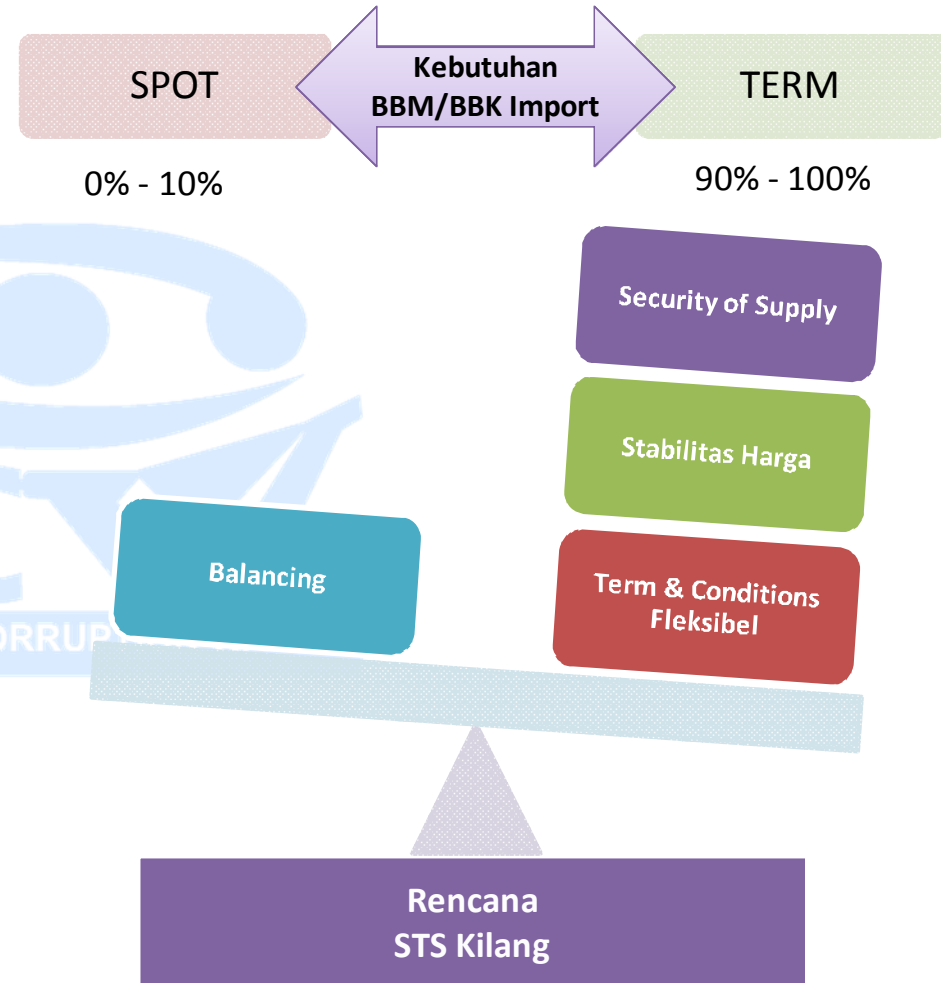 SPOT
Kebutuhan
BBM/BBK Import
TERM
0% - 10%
90% - 100%
Security of Supply
Stabilitas Harga
Balancing
Term & Conditions
Fleksibel
Rencana
STS Kilang